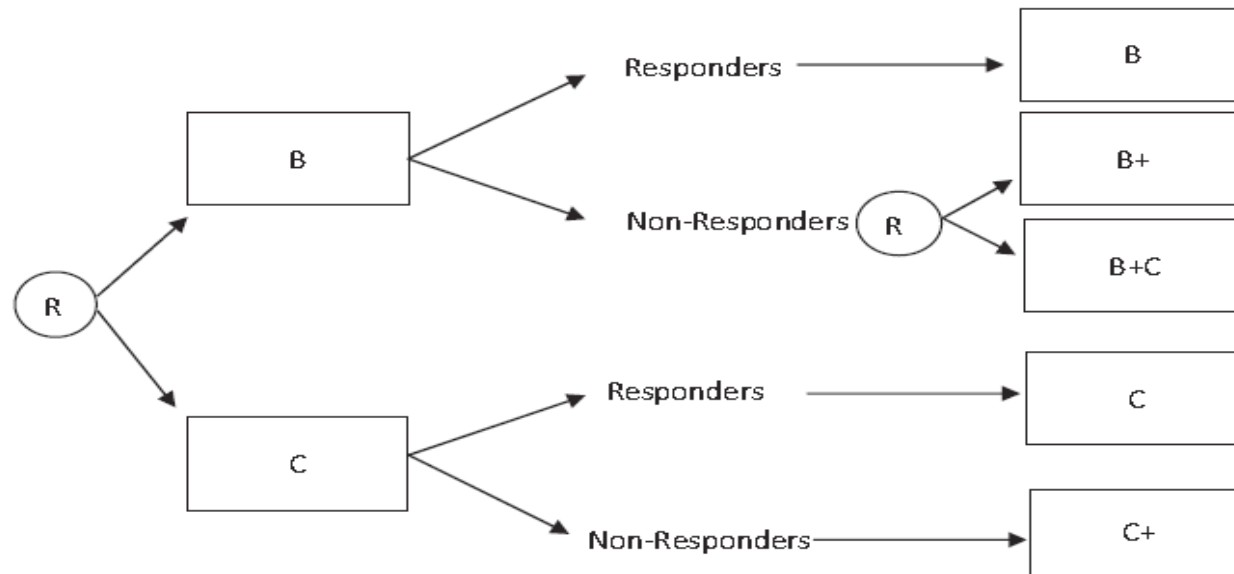 B
Responders
B
B+
Non-Responders
R
B+C
R
B
Responders
C
C
Non-Responders
C+